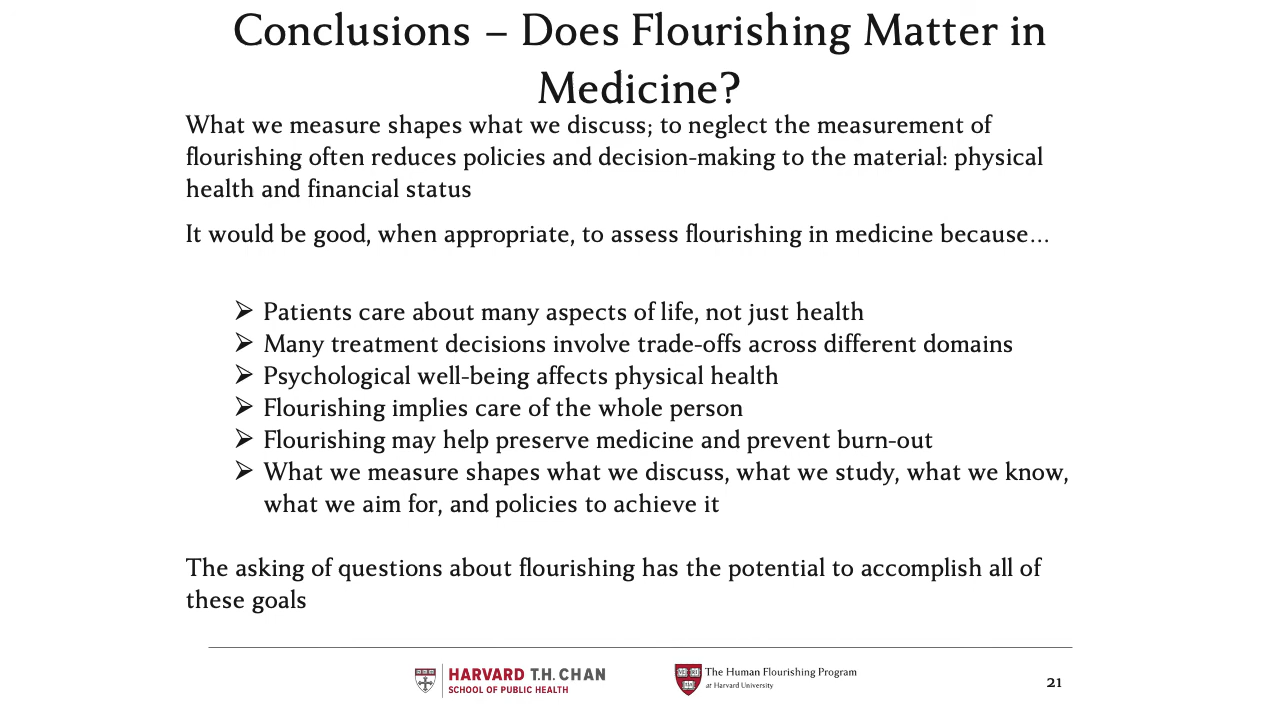 Conclusions – Does Flourishing Matter in
Medicine?
What we measure shapes what we discuss; to neglect the measurement of
flourishing often reduces policies and decision-making to the material: physical
health and financial status
It would be good, when appropriate, to assess flourishing in medicine because…
➢ Patients care about many aspects of life, not just health
➢ Many treatment decisions involve trade-offs across different domains
➢ Psychological well-being affects physical health
➢ Flourishing implies care of the whole person
➢ Flourishing may help preserve medicine and prevent burn-out
➢ What we measure shapes what we discuss, what we study, what we know,
what we aim for, and policies to achieve it
The asking of questions about flourishing has the potential to accomplish all of
these goals
HARVARD T.H. CHAN
SCHOOL OF PUBLIC HEALTH
The Human Flourishing Program
at Harvard University
21